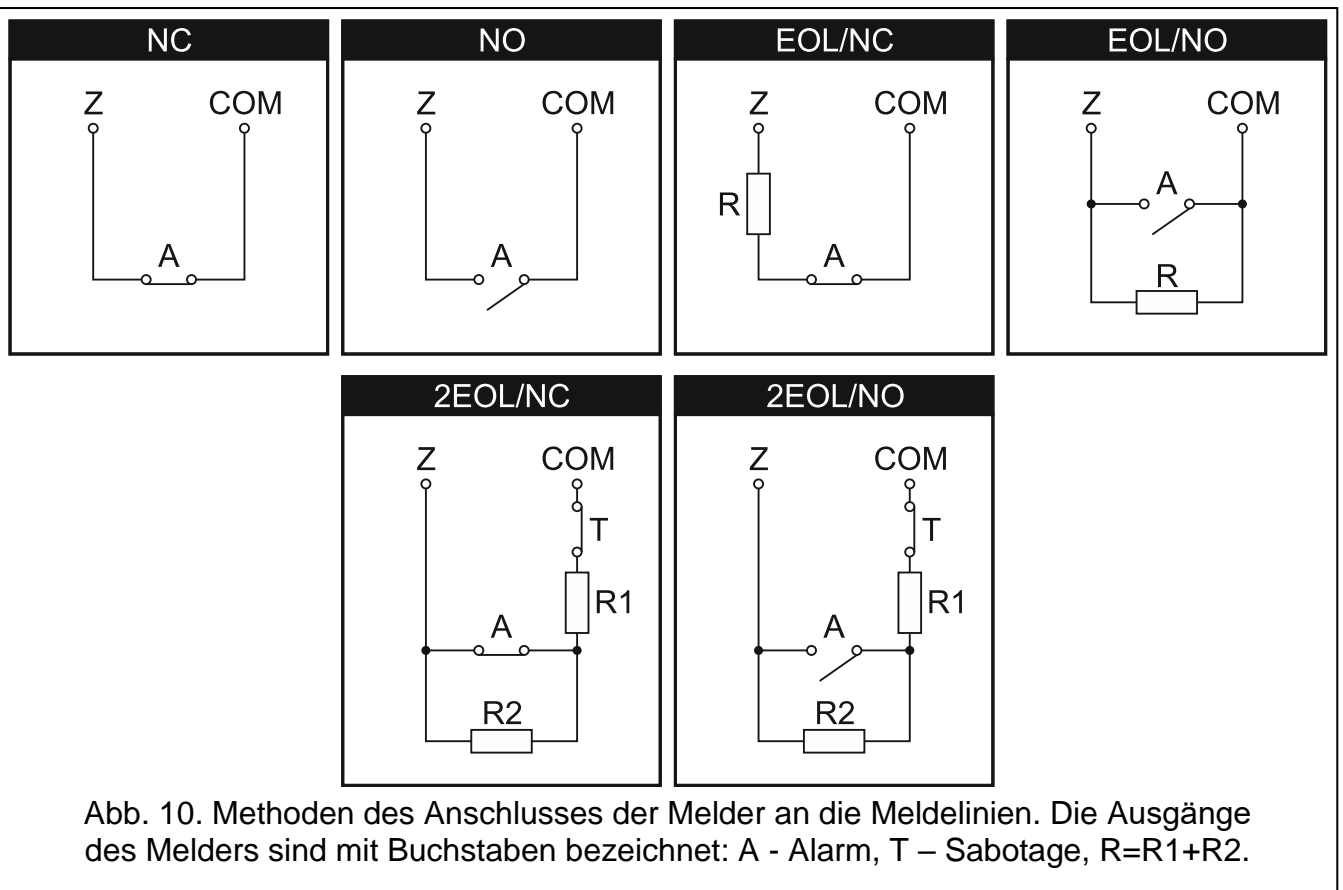 NC NO EOL/NC EOL/NO
Z COM Z COM Z COM Z COM
R A
A A A R
2EOL/NC 2EOL/NO
Z COM Z COM
T T
R1 R1
A A
R2 R2
Abb. 10. Methoden des Anschlusses der Melder an die Meldelinien. Die Ausgänge
des Melders sind mit Buchstaben bezeichnet: A - Alarm, T – Sabotage, R=R1+R2.